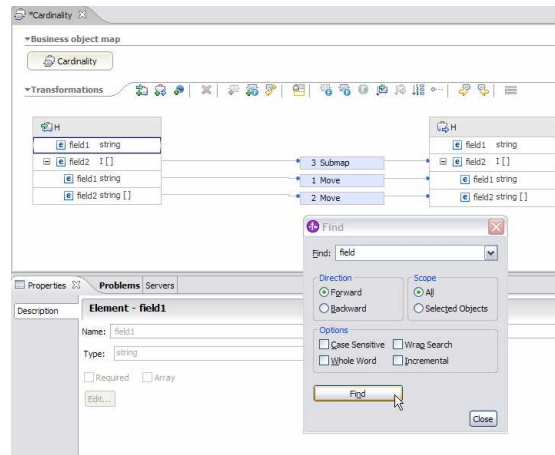 *Cardinality
Business object map
Cardinality
Transformations
H
field1 string
field2 I []
field1 string
field2 string []
3 Submap
1 Move
2 Move
H
field1 string
field2 I []
field1 string
field2 string []
Find
Find: field
Direction
Forward
Backward
Scope
All
Selected Objects
Options
Case Sensitive
Wrap Search
Whole Word
Incremental
Find
Close
Properties
Problems
Servers
Description
Element - field1
Name: field1
Type: string
Required
Array
Edit...